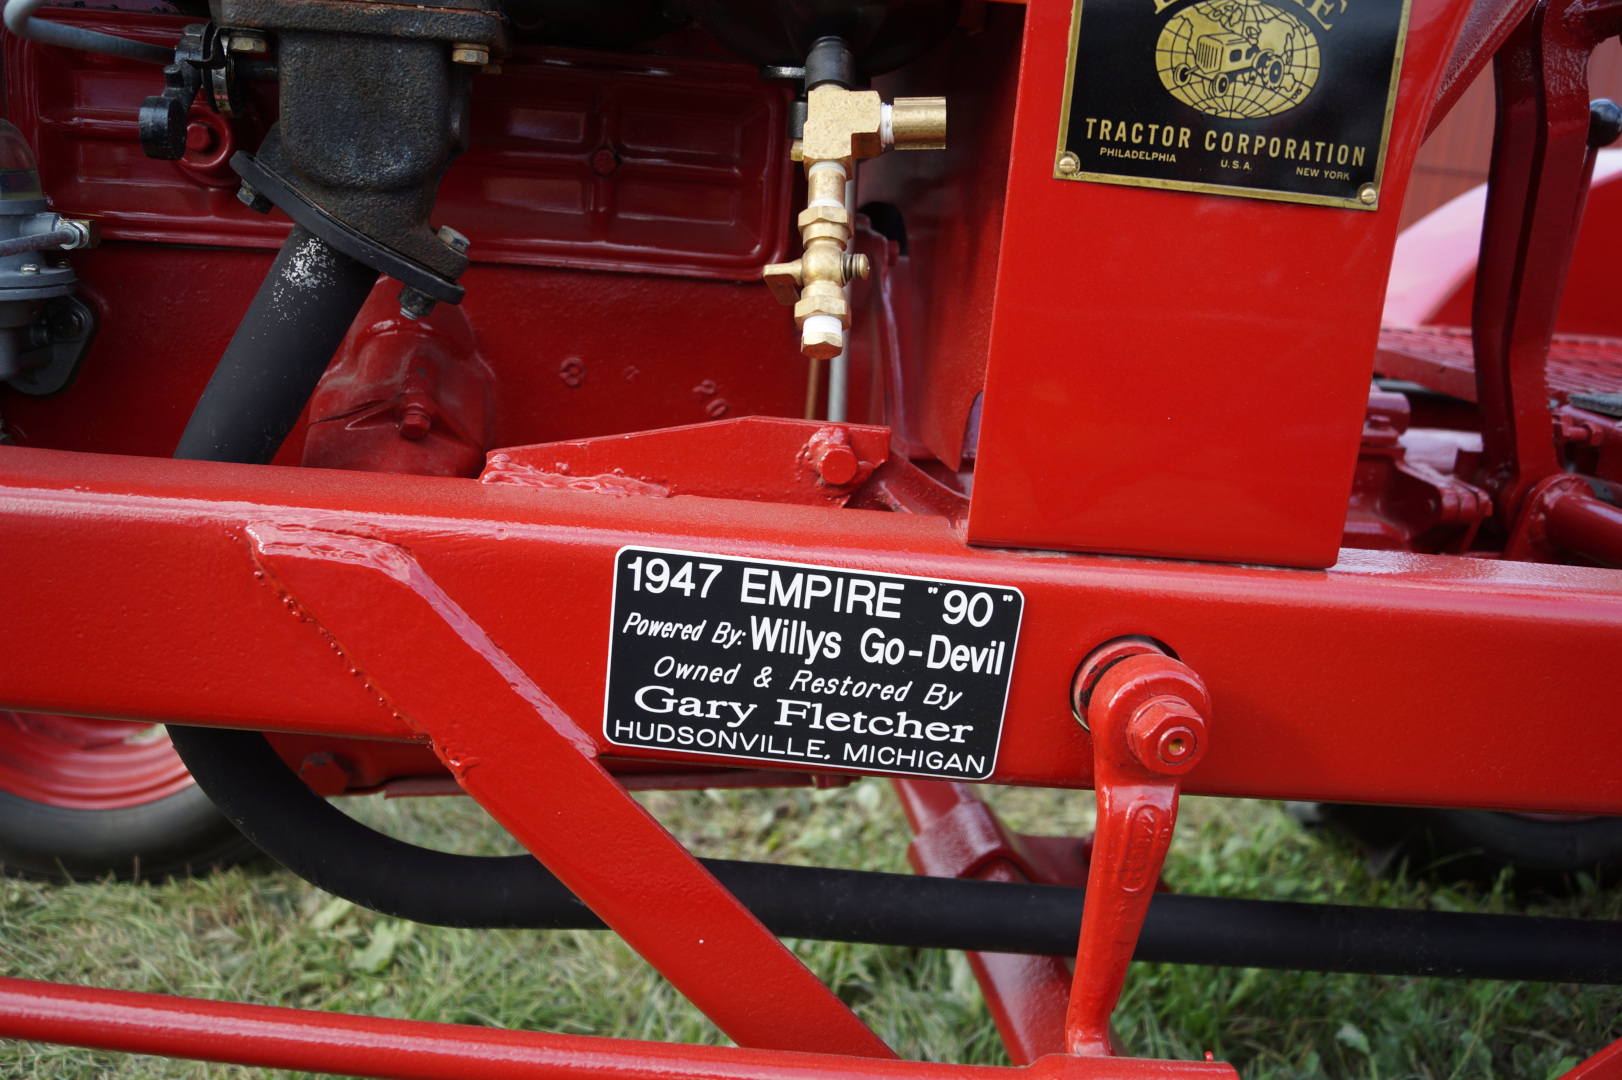 TRACTOR CORPORATION
PHILADELPHIA U.S.A. NEW YORK
1947 EMPIRE "90"
Powered By: Willys Go-Devil
Owned & Restored By
Gary Fletcher
HUDSONVILLE, MICHIGAN